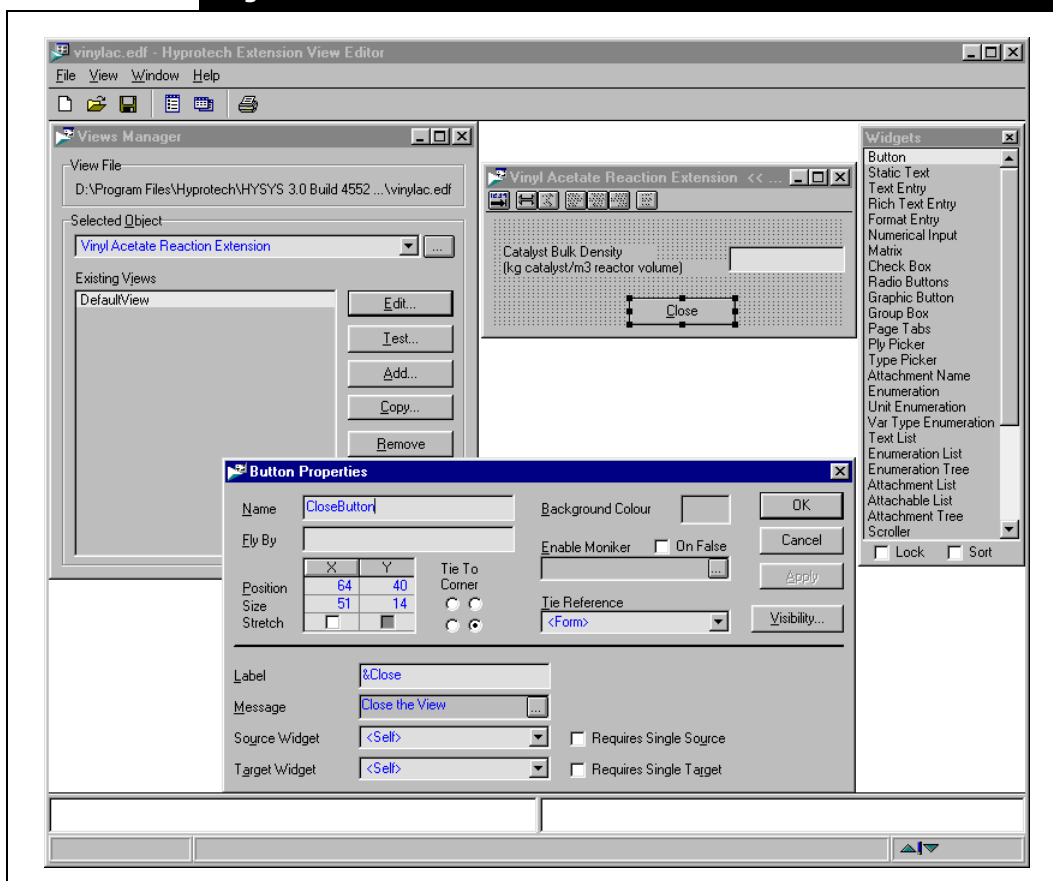 vinylac.edf - Hyprotech Extension View Editor
File View Window Help
Views Manager
View File
D:\Program Files\Hyprotech\HYSYS 3.0 Build 4552 ...\vinylac.edf
Selected Object
Vinyl Acetate Reaction Extension
...
Existing Views
DefaultView
Edit...
Test...
Add...
Copy...
Remove
Vinyl Acetate Reaction Extension << ...
Catalyst Bulk Density
(kg catalyst/m3 reactor volume)
Close
Widgets
Button
Static Text
Text Entry
Rich Text Entry
Format Entry
Numerical Input
Matrix
Check Box
Radio Buttons
Graphic Button
Group Box
Page Tabs
Ply Picker
Type Picker
Attachment Name
Enumeration
Unit Enumeration
Var Type Enumeration
Text List
Enumeration List
Enumeration Tree
Attachment List
Attachable List
Attachment Tree
Scroller
Lock Sort
Button Properties
Name CloseButton
Fly By
X Y
Position 64 40
Size 51 14
Stretch
Tie To
Corner
Background Colour
Enable Moniker On False
...
Tie Reference
<Form>
OK
Cancel
Apply
Visibility...
Label &Close
Message Close the View ...
Source Widget <Self> Requires Single Source
Target Widget <Self> Requires Single Target